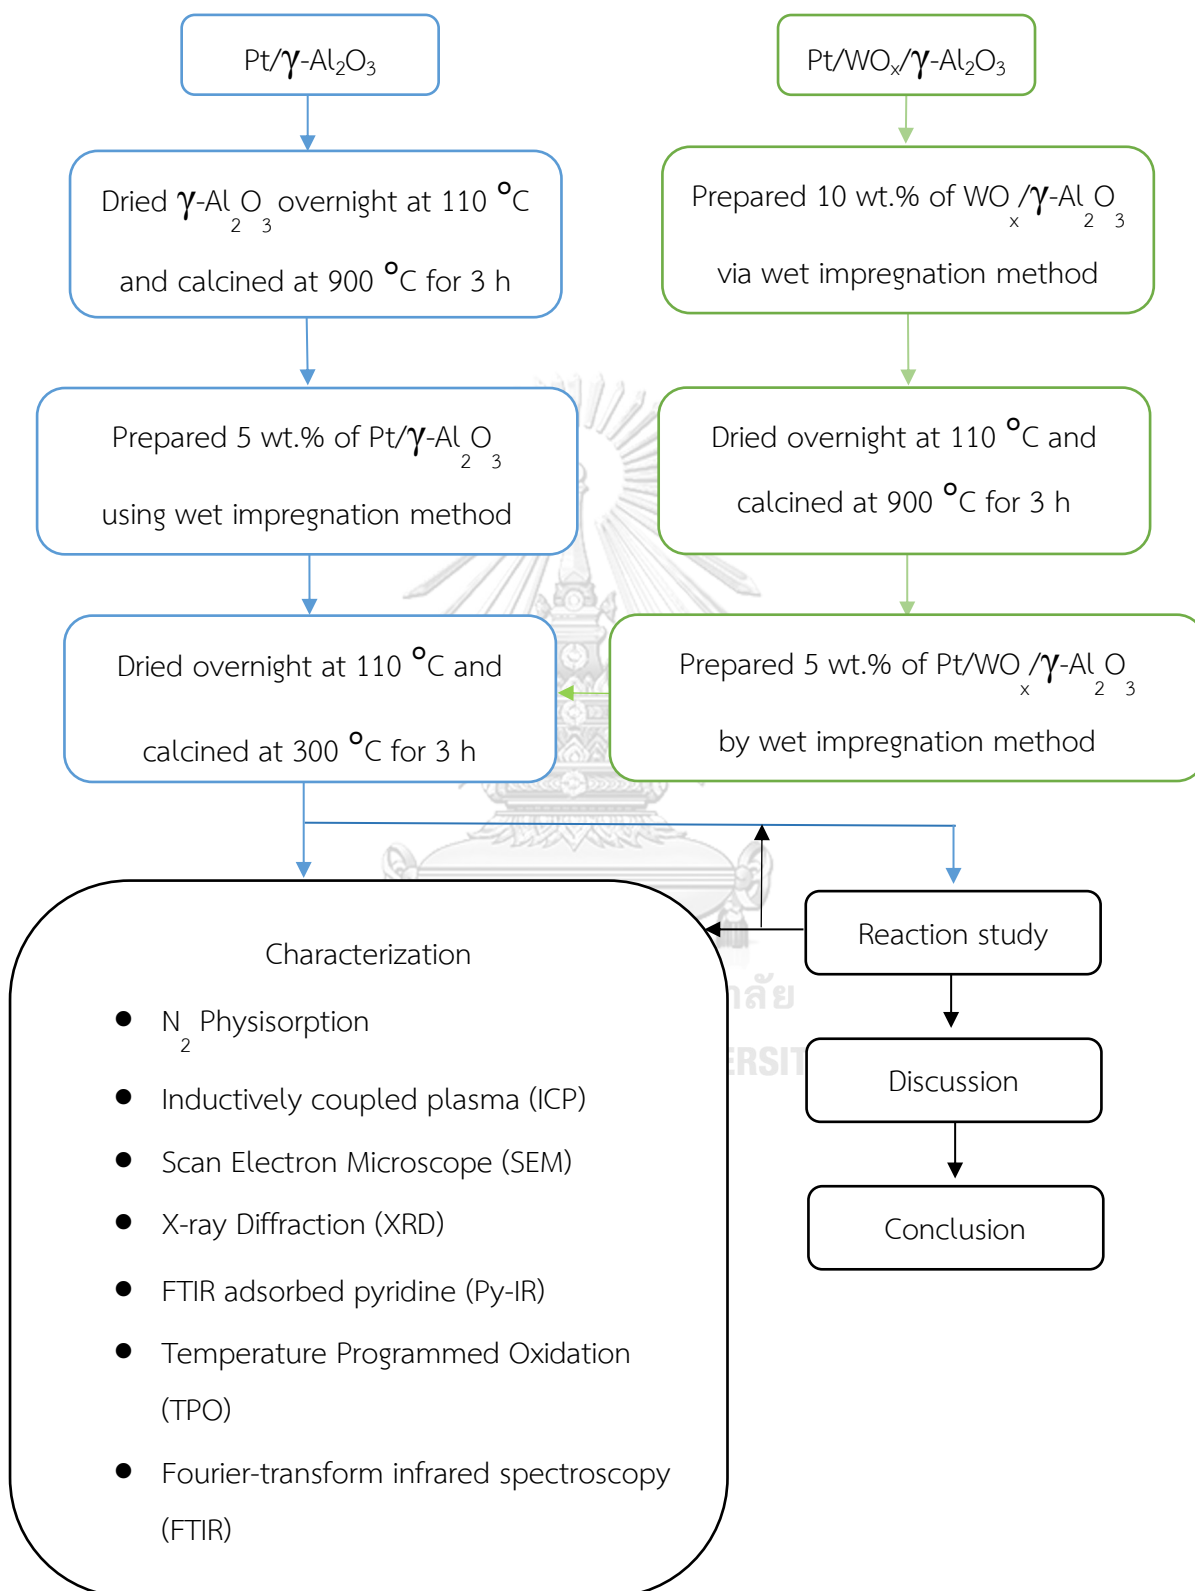 Pt/γ-Al₂O₃
Pt/WOₓ/γ-Al₂O₃
Dried γ-Al₂O₃ overnight at 110 °C
and calcined at 900 °C for 3 h
Prepared 10 wt.% of WOₓ/γ-Al₂O₃
via wet impregnation method
Prepared 5 wt.% of Pt/γ-Al₂O₃
using wet impregnation method
Dried overnight at 110 °C and
calcined at 900 °C for 3 h
Dried overnight at 110 °C and
calcined at 300 °C for 3 h
Prepared 5 wt.% of Pt/WOₓ/γ-Al₂O₃
by wet impregnation method
Characterization
● N₂ Physisorption
● Inductively coupled plasma (ICP)
● Scan Electron Microscope (SEM)
● X-ray Diffraction (XRD)
● FTIR adsorbed pyridine (Py-IR)
● Temperature Programmed Oxidation
(TPO)
● Fourier-transform infrared spectroscopy
(FTIR)
Reaction study
Discussion
Conclusion